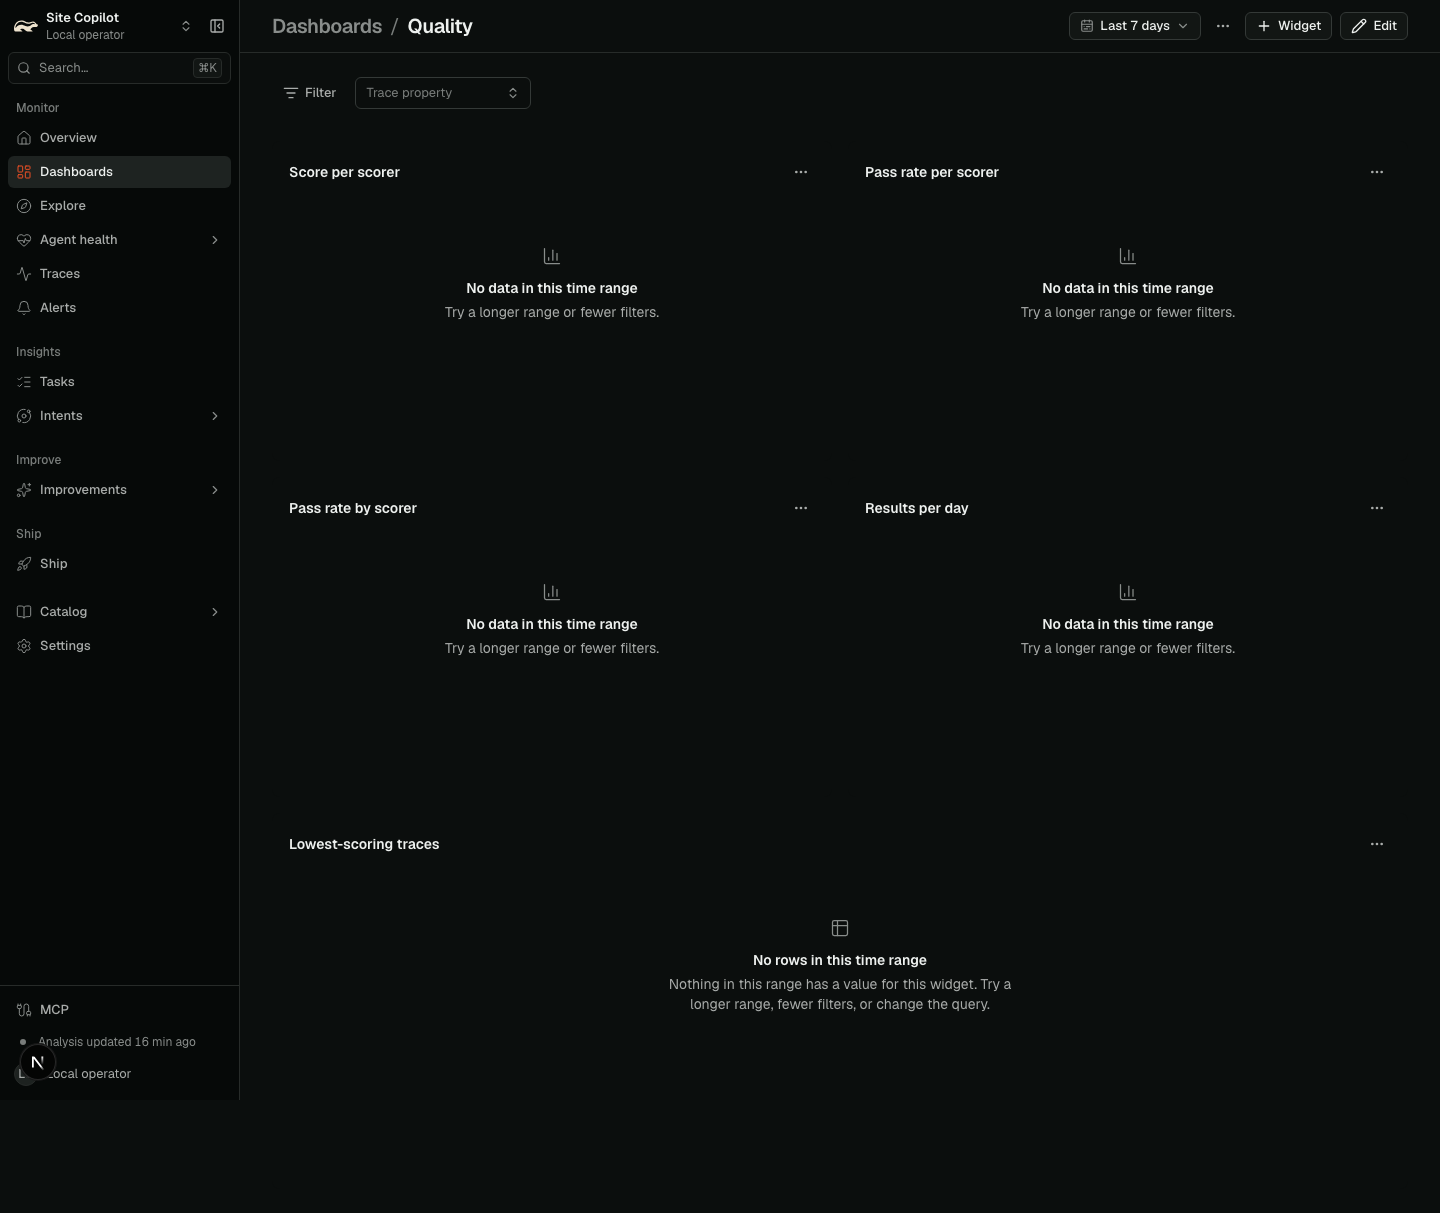 Site Copilot
Local operator
Search...
⌘K
Monitor
Overview
Dashboards
Explore
Agent health
Traces
Alerts
Insights
Tasks
Intents
Improve
Improvements
Ship
Ship
Catalog
Settings
MCP
Analysis updated 16 min ago
Local operator
Dashboards / Quality
Last 7 days
Widget
Edit
Filter
Trace property
Score per scorer
No data in this time range
Try a longer range or fewer filters.
Pass rate per scorer
No data in this time range
Try a longer range or fewer filters.
Pass rate by scorer
No data in this time range
Try a longer range or fewer filters.
Results per day
No data in this time range
Try a longer range or fewer filters.
Lowest-scoring traces
No rows in this time range
Nothing in this range has a value for this widget. Try a
longer range, fewer filters, or change the query.